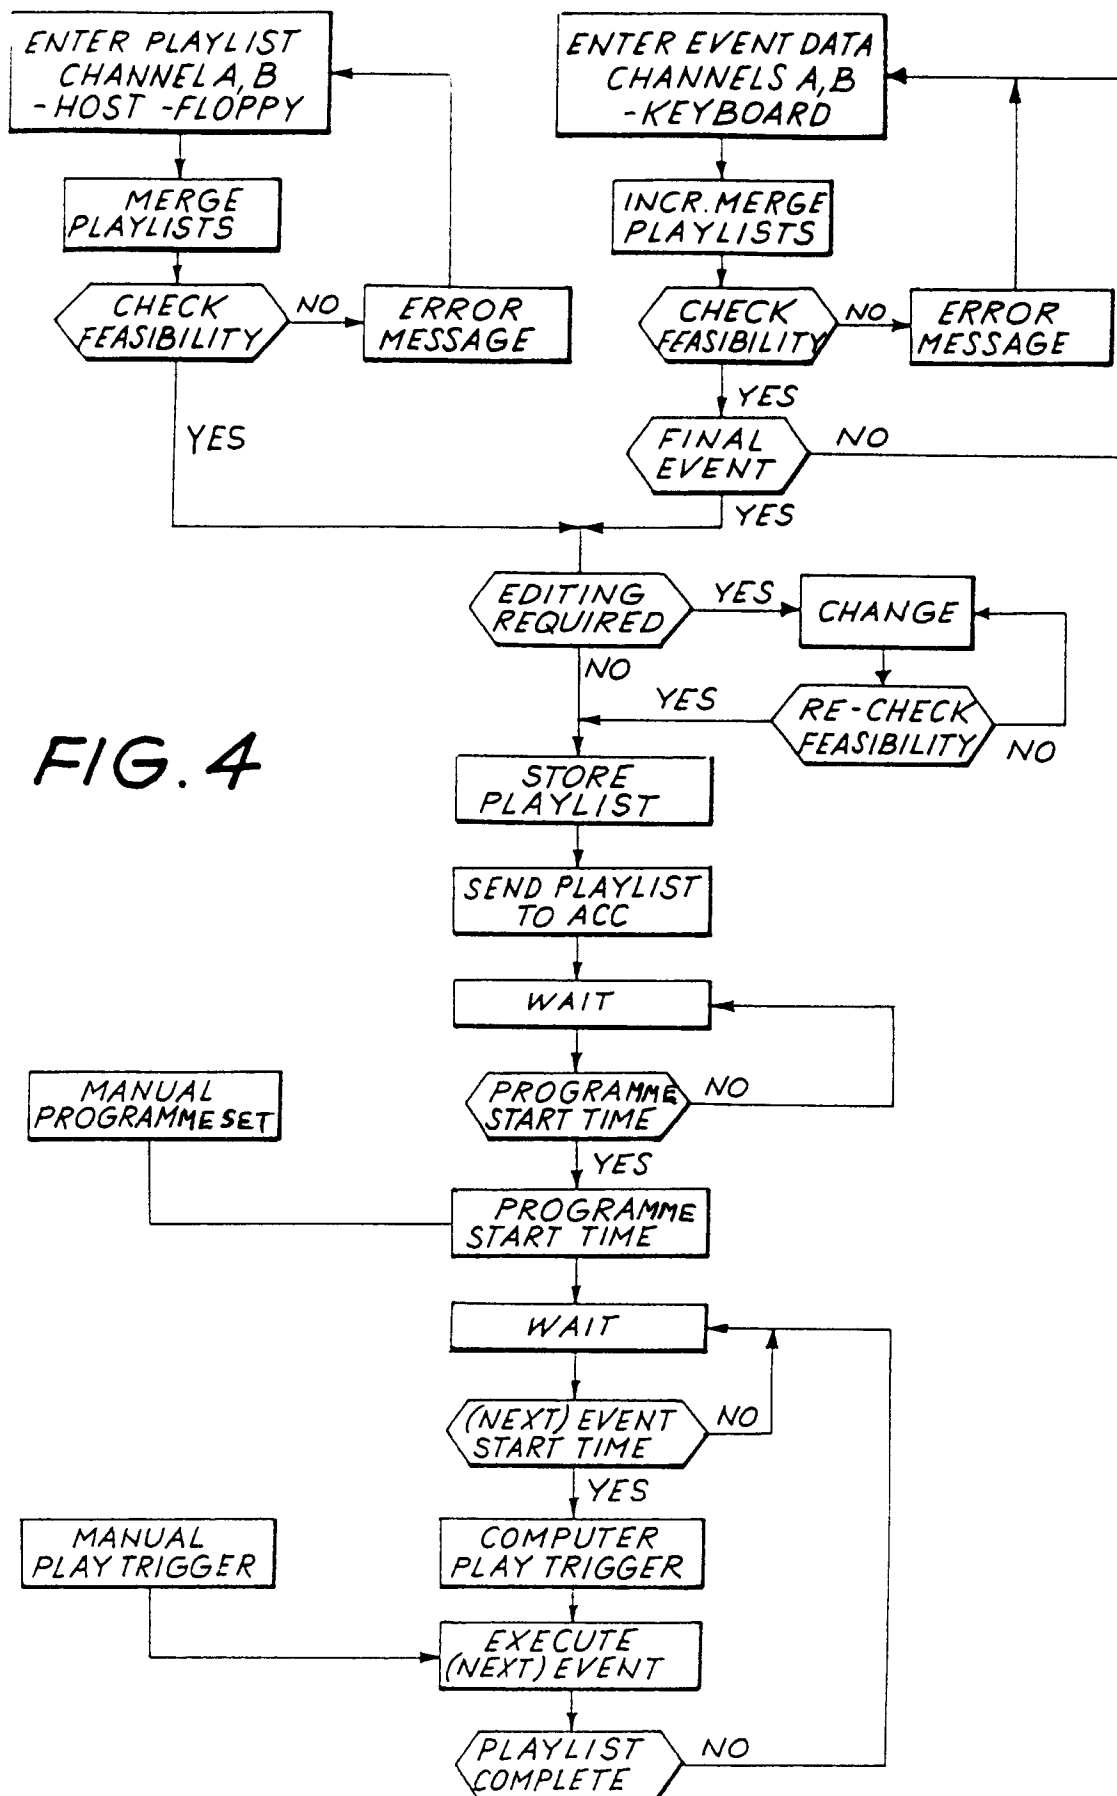 ENTER PLAYLIST
CHANNEL A, B
-HOST -FLOPPY
MERGE
PLAYLISTS
CHECK
FEASIBILITY
NO
ERROR
MESSAGE
YES
ENTER EVENT DATA
CHANNELS A, B
-KEYBOARD
INCR. MERGE
PLAYLISTS
CHECK
FEASIBILITY
NO
ERROR
MESSAGE
YES
FINAL
EVENT
NO
YES
EDITING
REQUIRED
YES
CHANGE
NO
YES
RE-CHECK
FEASIBILITY
NO
FIG. 4
STORE
PLAYLIST
SEND PLAYLIST
TO ACC
WAIT
PROGRAMME
START TIME
NO
YES
MANUAL
PROGRAMME SET
PROGRAMME
START TIME
WAIT
(NEXT) EVENT
START TIME
NO
YES
MANUAL
PLAY TRIGGER
COMPUTER
PLAY TRIGGER
EXECUTE
(NEXT) EVENT
PLAYLIST
COMPLETE
NO